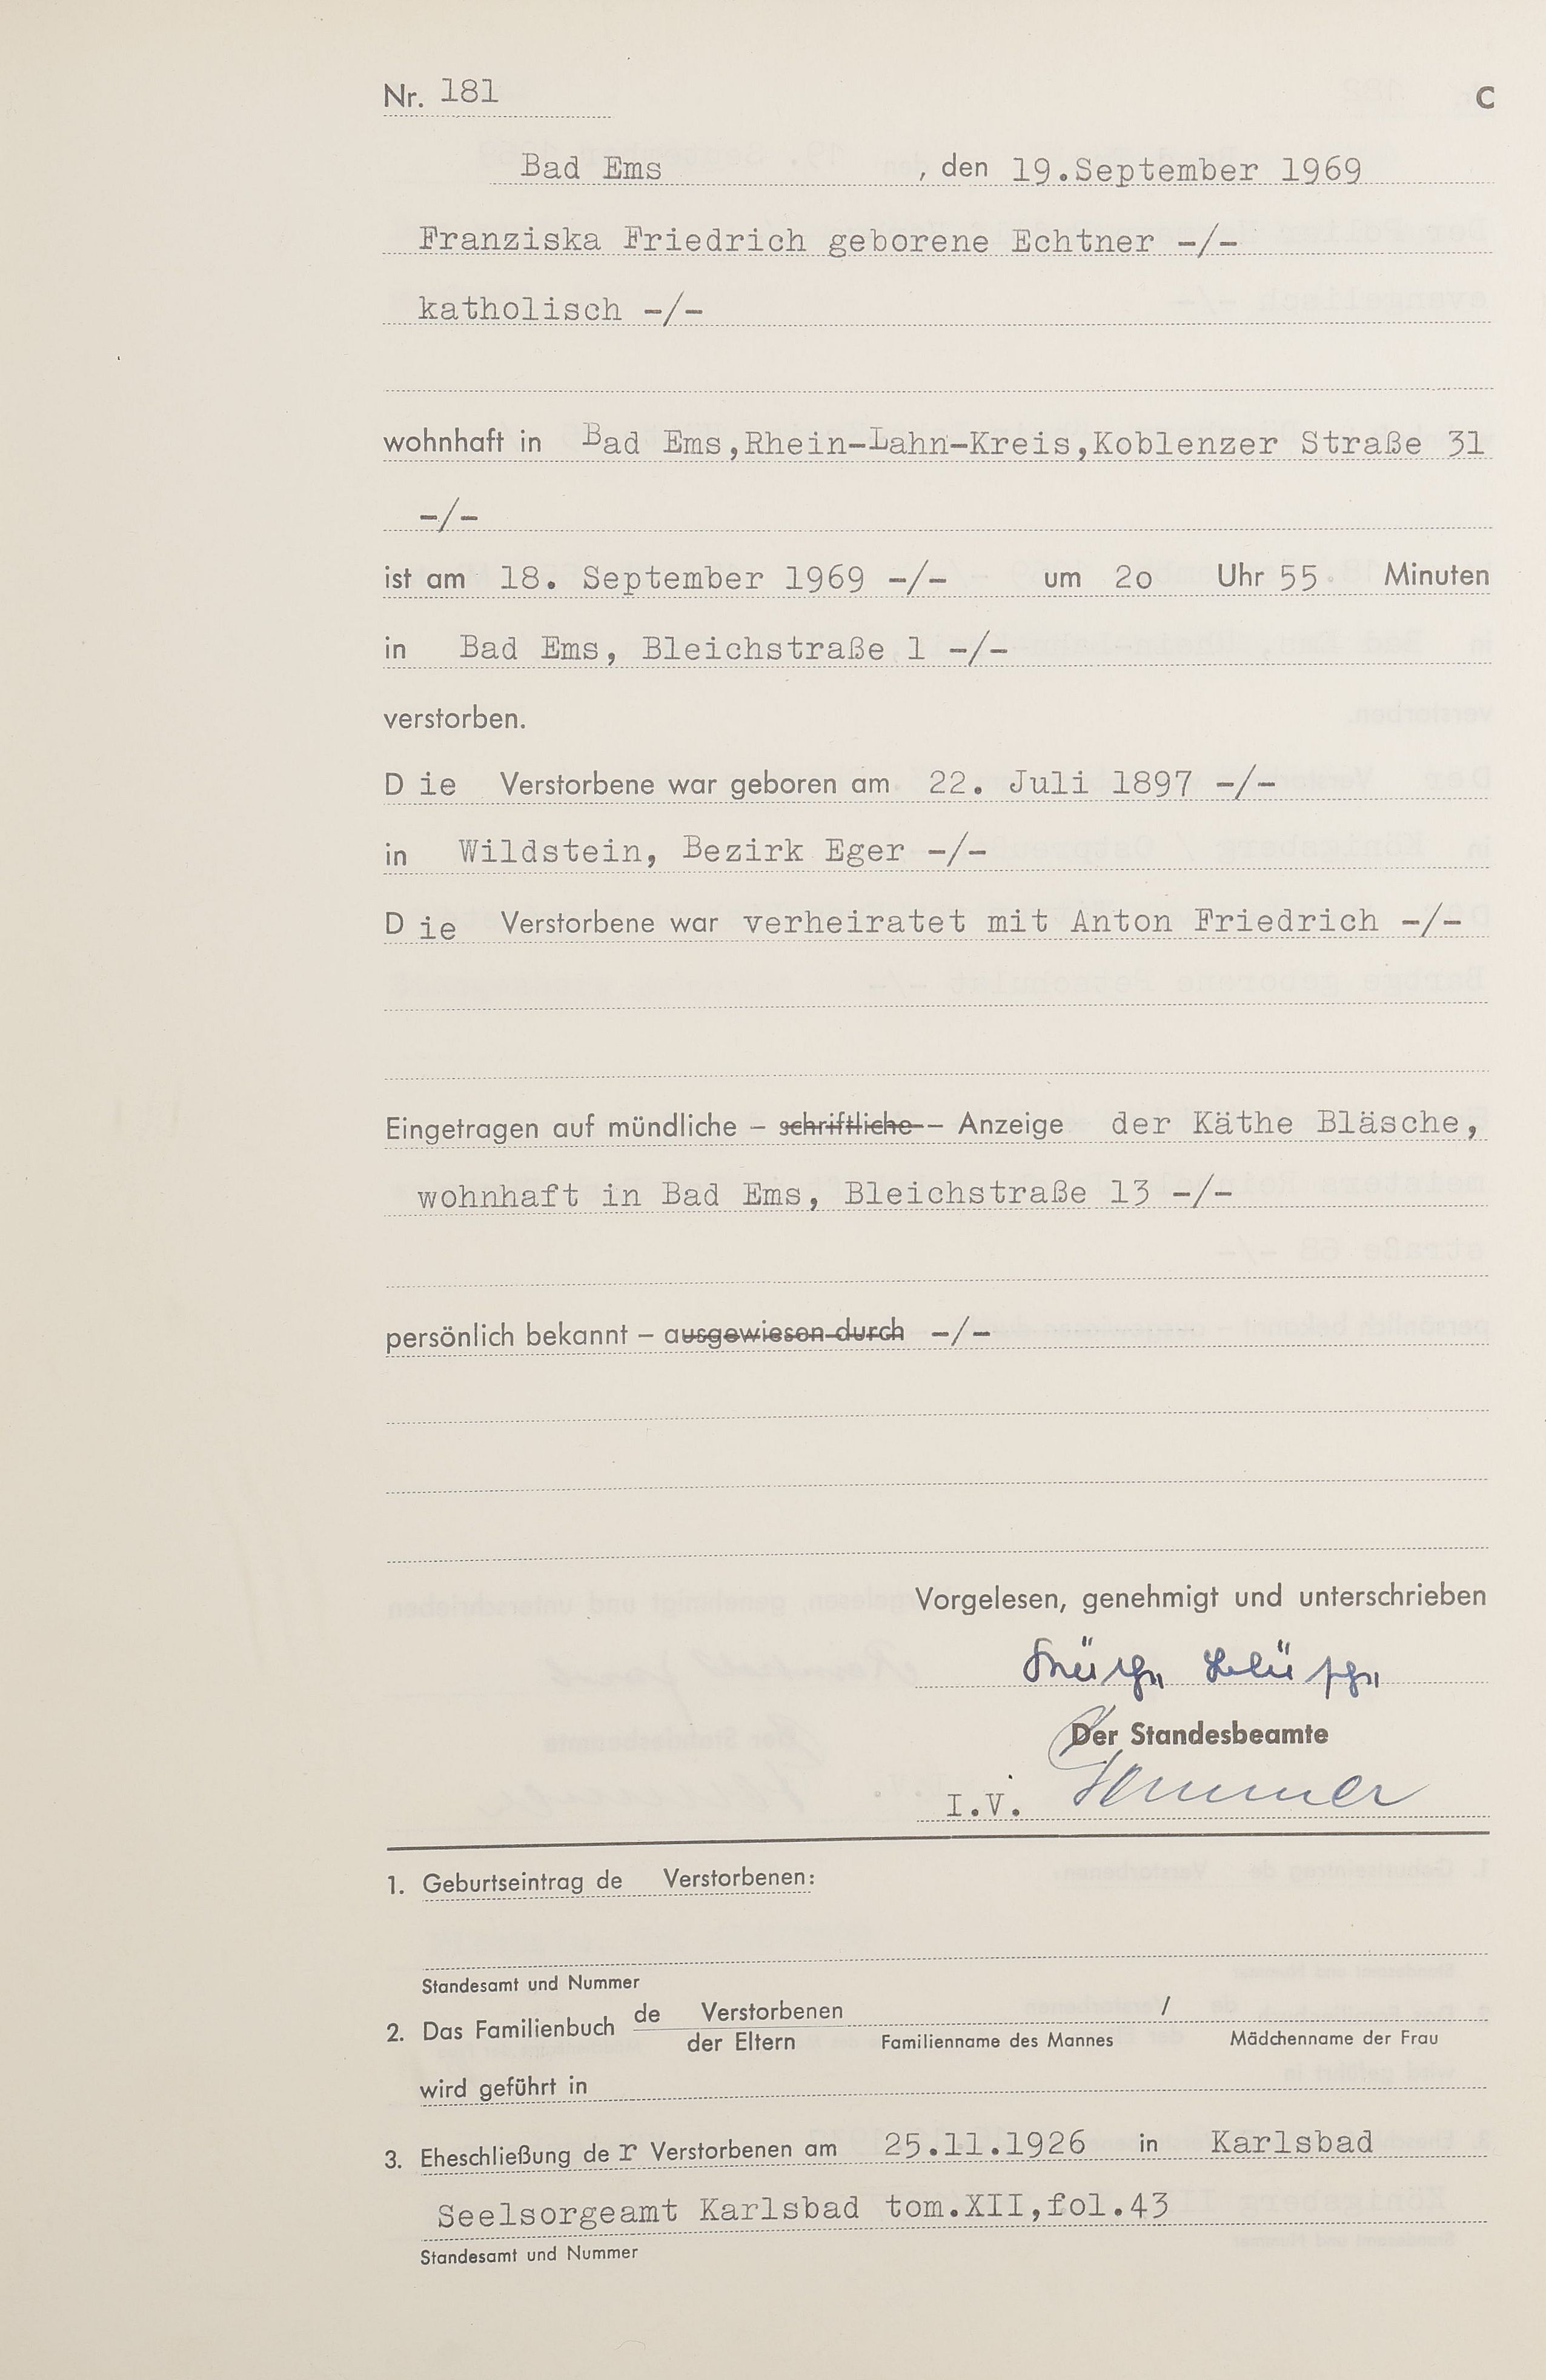 Nr. 181
C
Bad Ems , den 19.September 1969
Franziska Friedrich geborene Echtner -/-
katholisch -/-
wohnhaft in Bad Ems,Rhein-Lahn-Kreis,Koblenzer Straße 31
-/-
ist am 18. September 1969 -/- um 2o Uhr 55 Minuten
in Bad Ems, Bleichstraße 1 -/-
verstorben.
Die Verstorbene war geboren am 22. Juli 1897 -/-
in Wildstein, Bezirk Eger -/-
Die Verstorbene war verheiratet mit Anton Friedrich -/-
Eingetragen auf mündliche – schriftliche – Anzeige der Käthe Bläsche,
wohnhaft in Bad Ems, Bleichstraße 13 -/-
persönlich bekannt – ausgewiesen durch -/-
Vorgelesen, genehmigt und unterschrieben
Käthe Bläsche
Der Standesbeamte
I.V.
1. Geburtseintrag de Verstorbenen:
Standesamt und Nummer
2. Das Familienbuch de Verstorbenen /
der Eltern Familienname des Mannes Mädchenname der Frau
wird geführt in
3. Eheschließung der Verstorbenen am 25.11.1926 in Karlsbad
Seelsorgeamt Karlsbad tom.XII,fol.43
Standesamt und Nummer